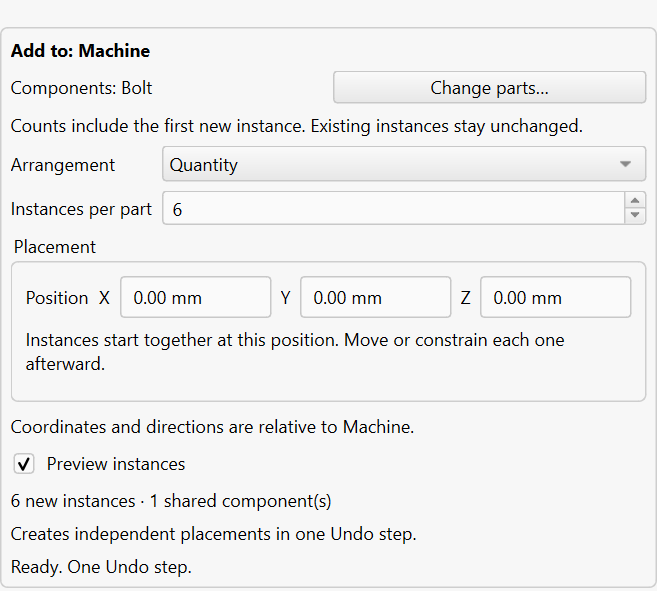 Add to: Machine
Components: Bolt
Change parts...
Counts include the first new instance. Existing instances stay unchanged.
Arrangement
Quantity
Instances per part
6
Placement
Position X 0.00 mm Y 0.00 mm Z 0.00 mm
Instances start together at this position. Move or constrain each one
afterward.
Coordinates and directions are relative to Machine.
Preview instances
6 new instances · 1 shared component(s)
Creates independent placements in one Undo step.
Ready. One Undo step.